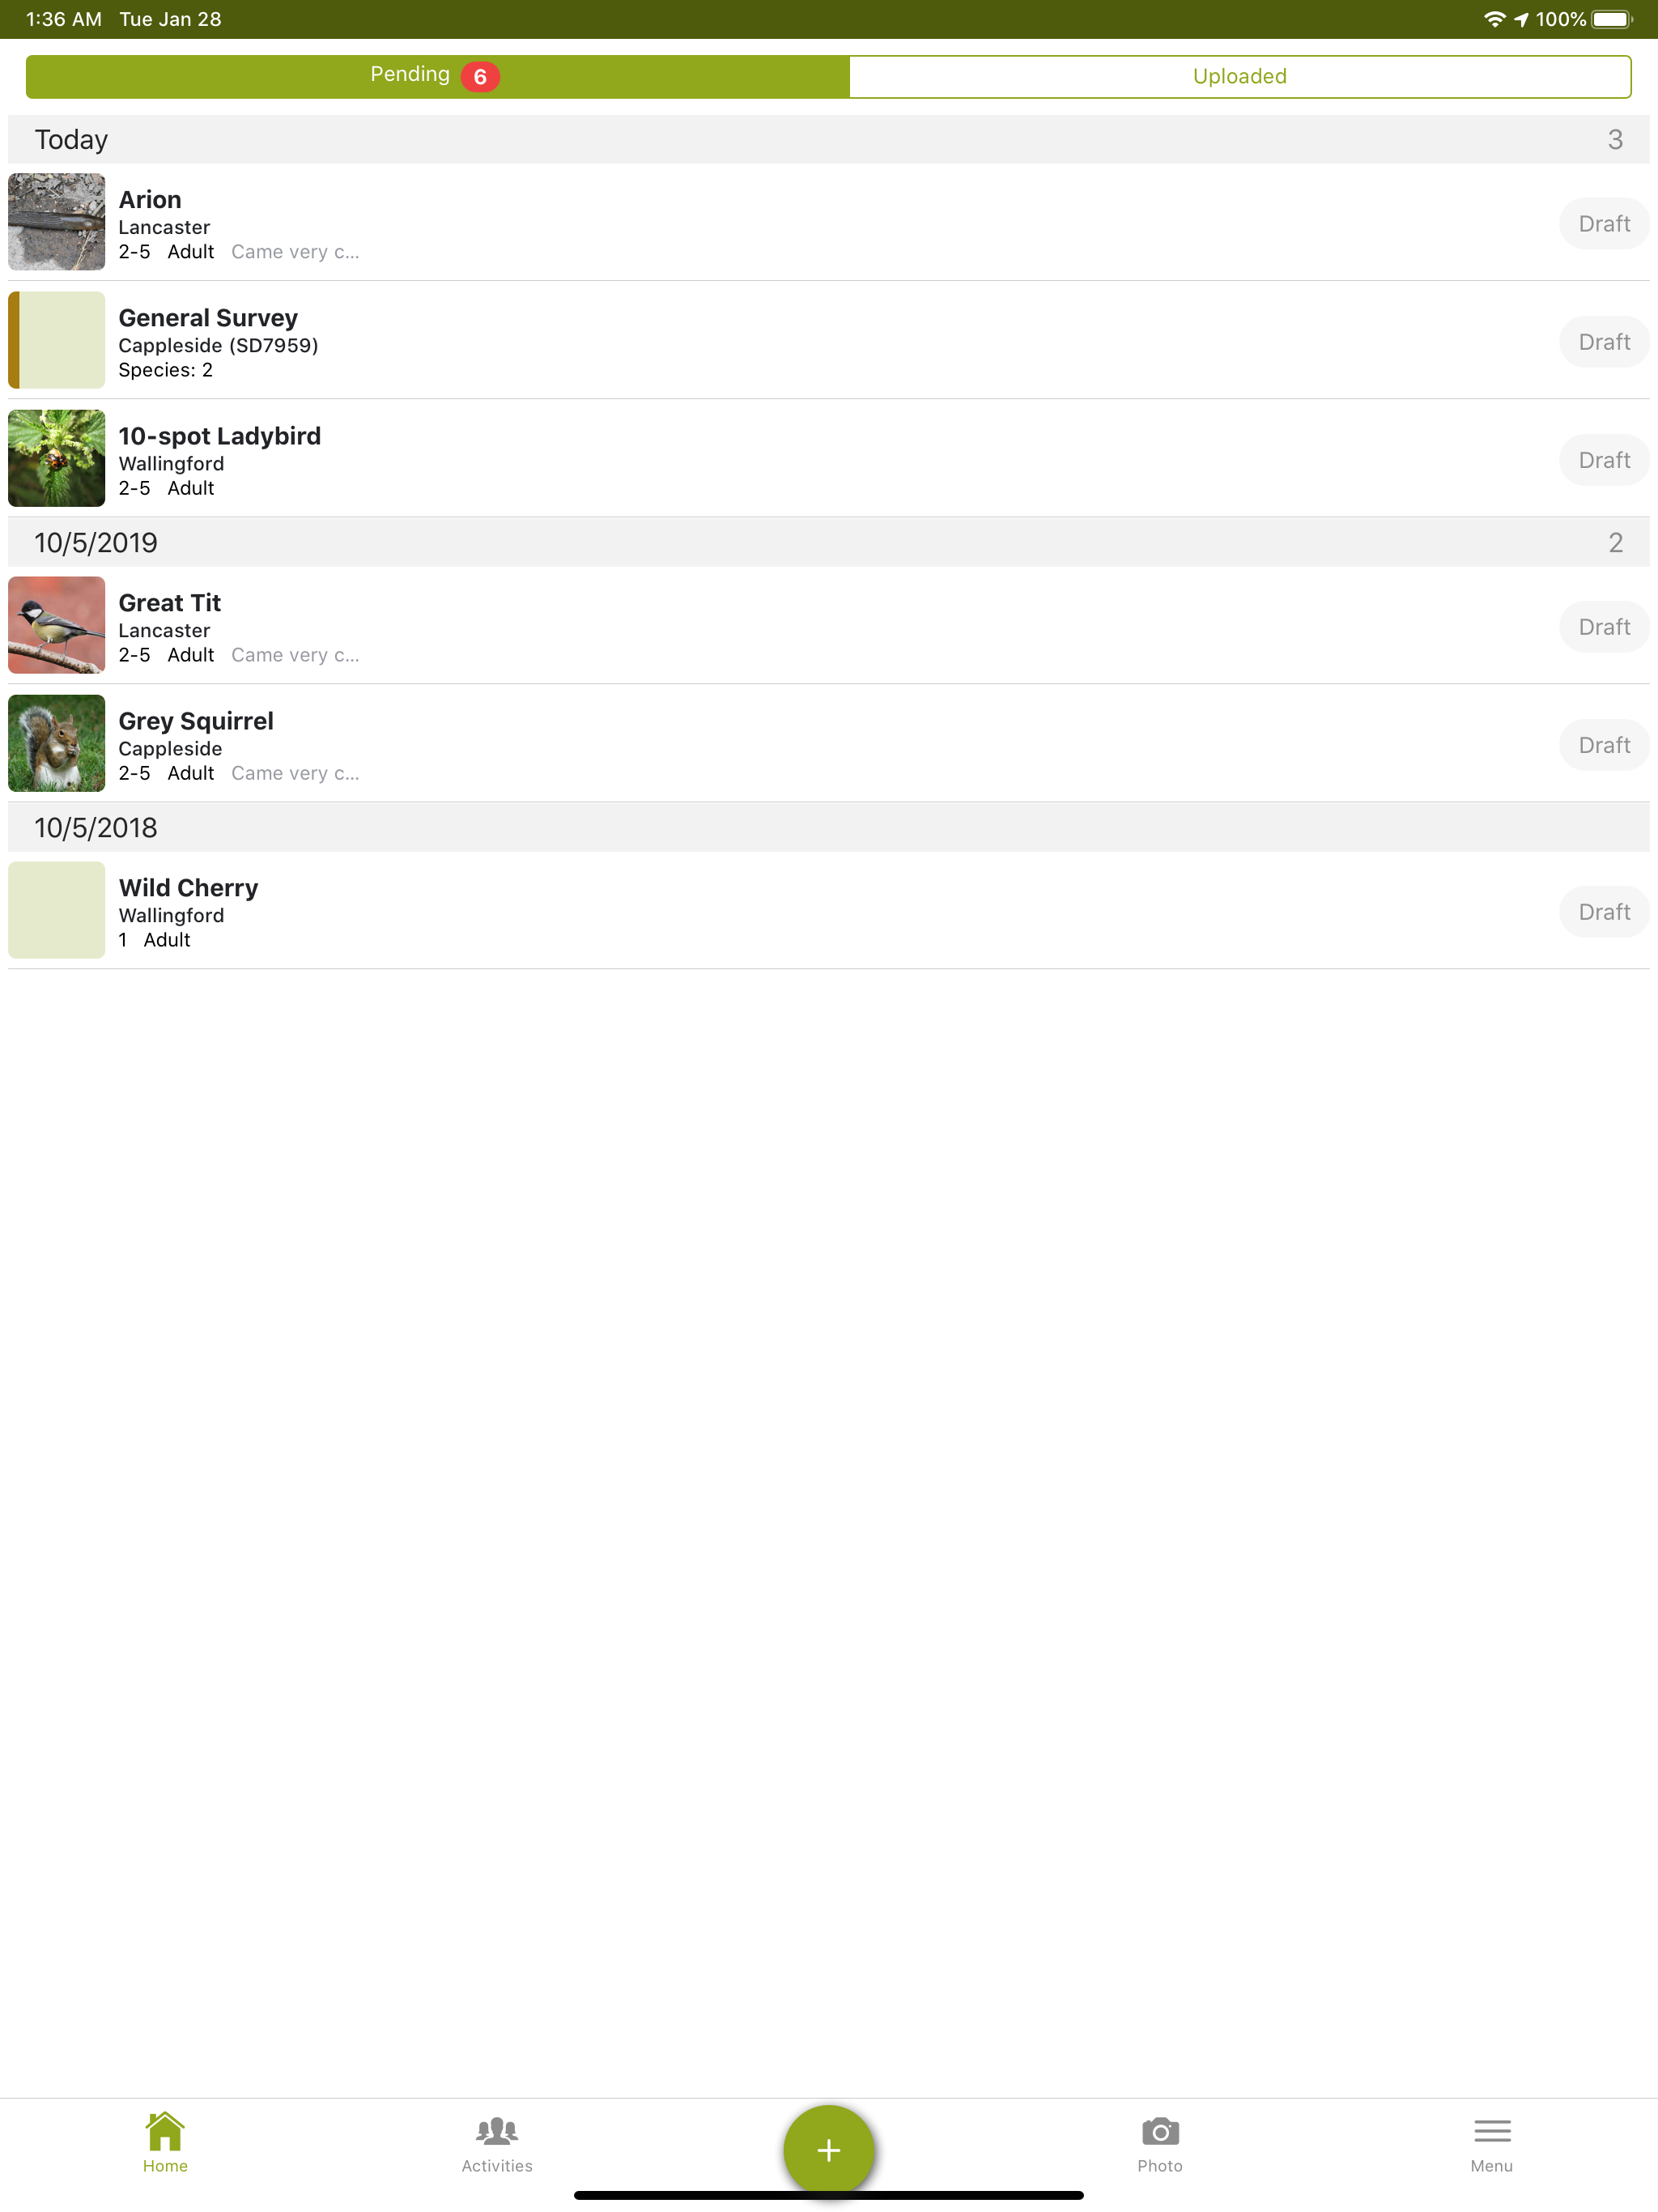 1:36 AM Tue Jan 28 100%
Pending 6 Uploaded
Today 3
Arion
Lancaster
2-5 Adult Came very c...
Draft
General Survey
Cappleside (SD7959)
Species: 2
Draft
10-spot Ladybird
Wallingford
2-5 Adult
Draft
10/5/2019 2
Great Tit
Lancaster
2-5 Adult Came very c...
Draft
Grey Squirrel
Cappleside
2-5 Adult Came very c...
Draft
10/5/2018
Wild Cherry
Wallingford
1 Adult
Draft
Home Activities + Photo Menu